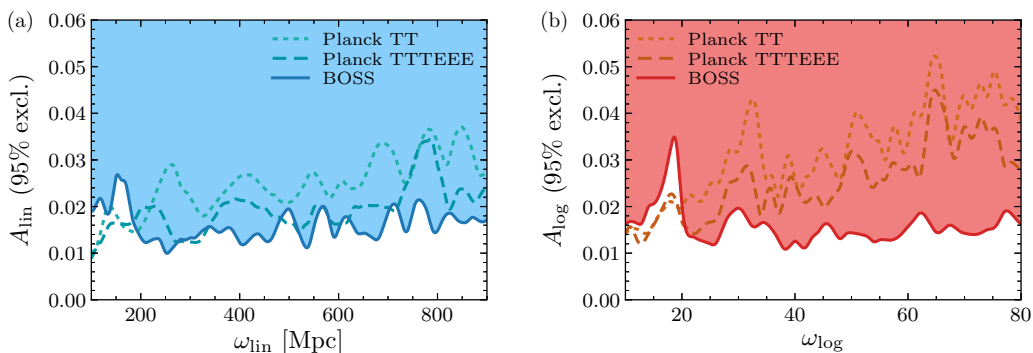 (a)
0.06
0.05
0.04
0.03
0.02
0.01
0.00
A_lin (95% excl.)
Planck TT
Planck TTTEEE
BOSS
200 400 600 800
ω_lin [Mpc]
(b)
0.06
0.05
0.04
0.03
0.02
0.01
0.00
A_log (95% excl.)
Planck TT
Planck TTTEEE
BOSS
20 40 60 80
ω_log